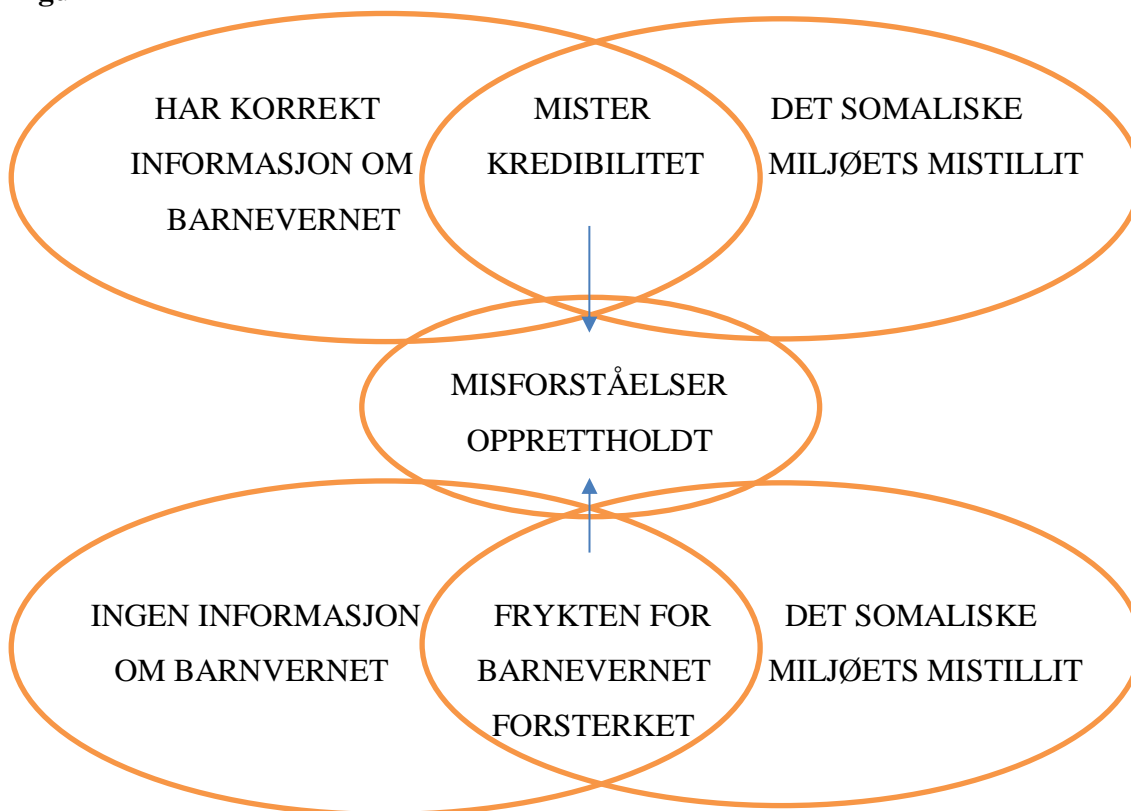 HAR KORREKT
INFORMASJON OM
BARNEVERNET
MISTER
KREDIBILITET
DET SOMALISKE
MILJØETS MISTILLIT
MISFORSTÅELSER
OPPRETTHOLDT
INGEN INFORMASJON
OM BARNVERNET
FRYKTEN FOR
BARNEVERNET
FORSTERKET
DET SOMALISKE
MILJØETS MISTILLIT